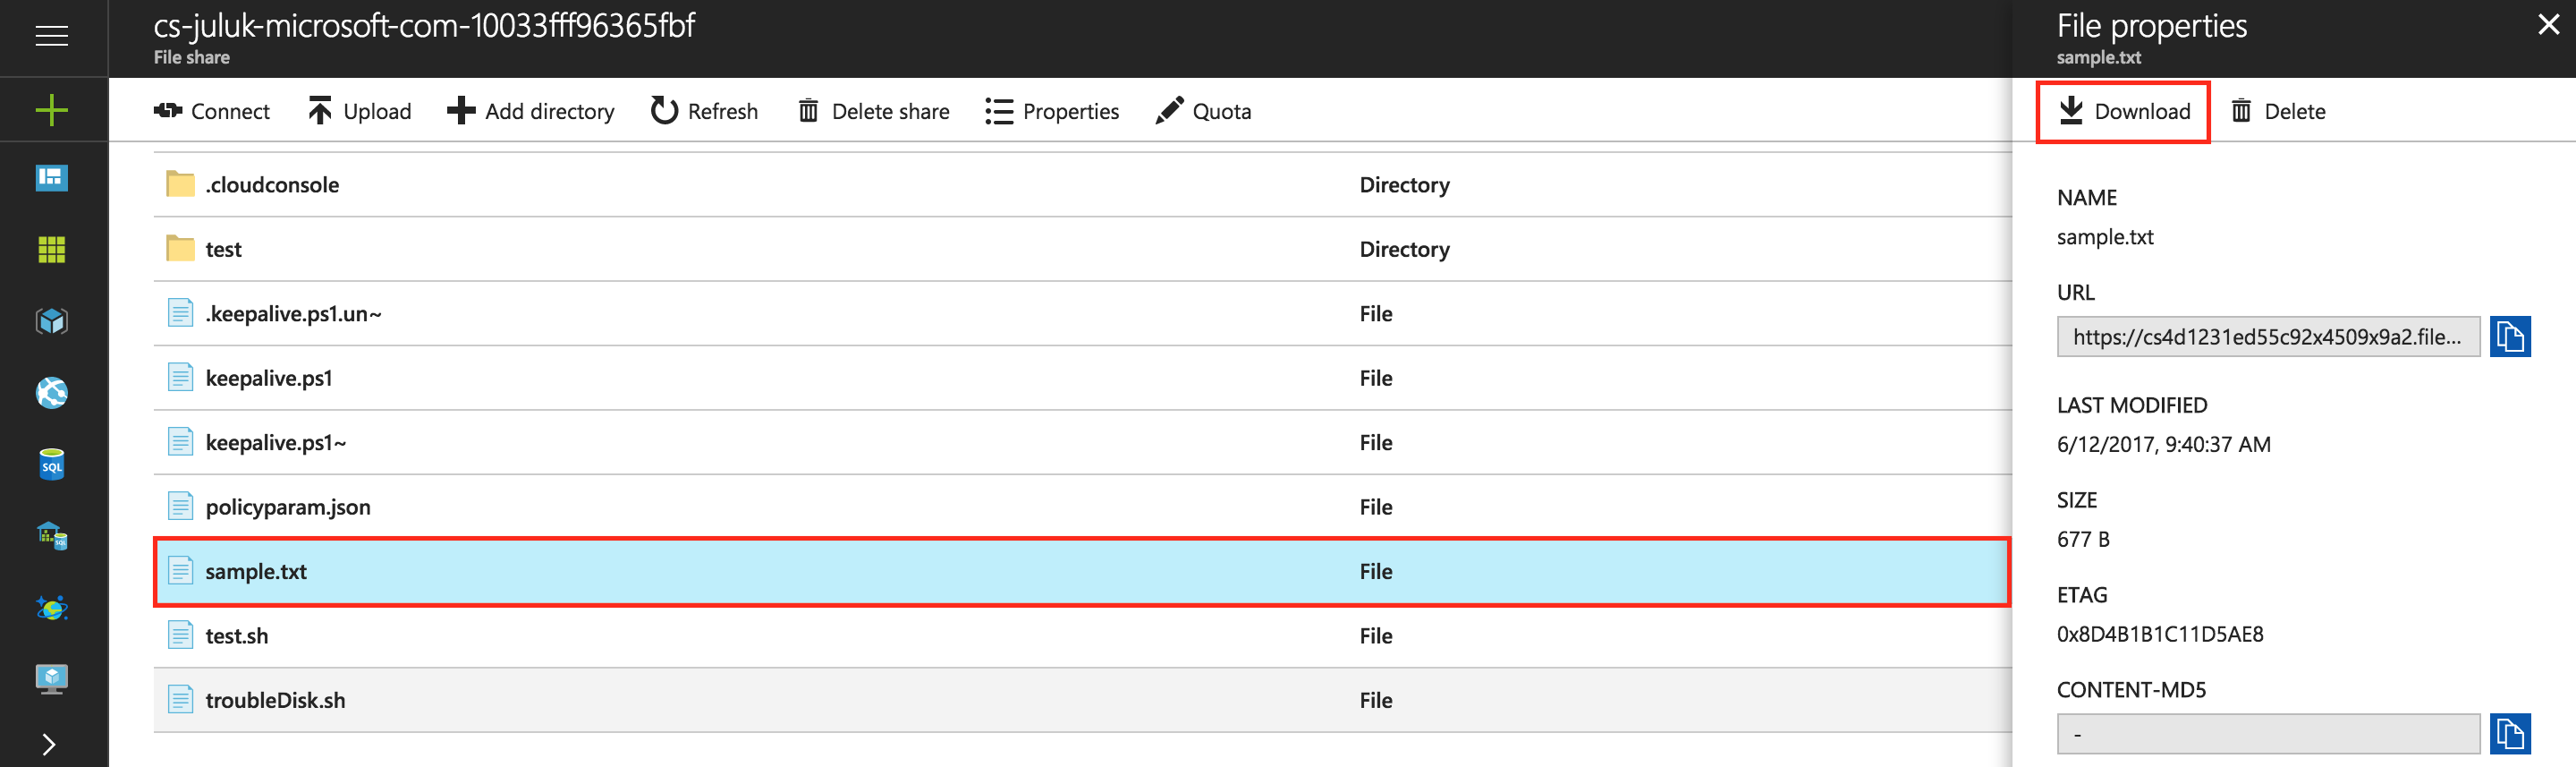 cs-juluk-microsoft-com-10033fff96365fbf
File share
Connect Upload Add directory Refresh Delete share Properties Quota
.cloudconsole Directory
test Directory
.keepalive.ps1.un~ File
keepalive.ps1 File
keepalive.ps1~ File
policyparam.json File
sample.txt File
test.sh File
troubleDisk.sh File
SQL
SQL
File properties
sample.txt
Download Delete
NAME
sample.txt
URL
https://cs4d1231ed55c92x4509x9a2.file...
LAST MODIFIED
6/12/2017, 9:40:37 AM
SIZE
677 B
ETAG
0x8D4B1B1C11D5AE8
CONTENT-MD5
-